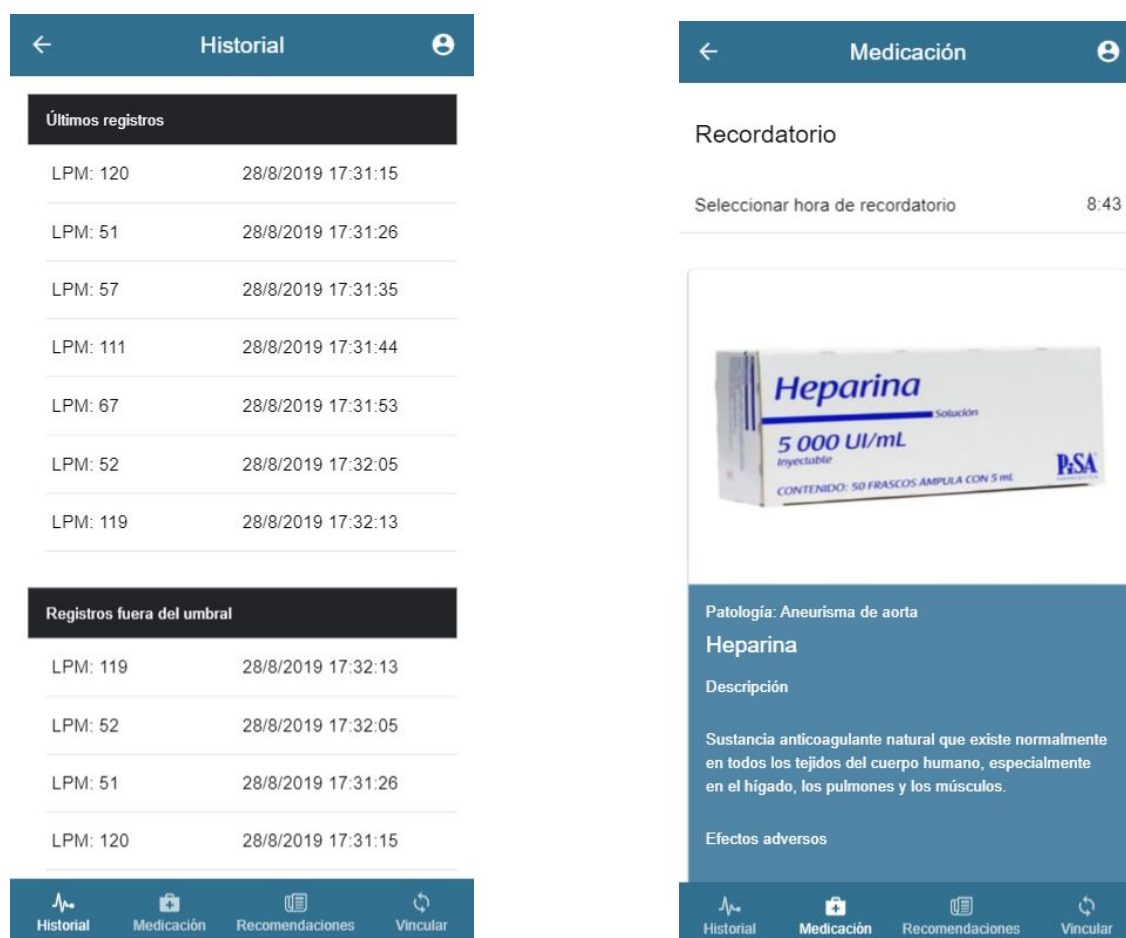 Historial
Últimos registros
LPM: 120 28/8/2019 17:31:15
LPM: 51 28/8/2019 17:31:26
LPM: 57 28/8/2019 17:31:35
LPM: 111 28/8/2019 17:31:44
LPM: 67 28/8/2019 17:31:53
LPM: 52 28/8/2019 17:32:05
LPM: 119 28/8/2019 17:32:13
Registros fuera del umbral
LPM: 119 28/8/2019 17:32:13
LPM: 52 28/8/2019 17:32:05
LPM: 51 28/8/2019 17:31:26
LPM: 120 28/8/2019 17:31:15
Historial Medicación Recomendaciones Vincular
Medicación
Recordatorio
Seleccionar hora de recordatorio 8:43
Heparina
Solución
5 000 UI/mL
Inyectable
CONTENIDO: 50 FRASCOS ÁMPULA CON 5 mL
PiSA
Patología: Aneurisma de aorta
Heparina
Descripción
Sustancia anticoagulante natural que existe normalmente
en todos los tejidos del cuerpo humano, especialmente
en el hígado, los pulmones y los músculos.
Efectos adversos
Historial Medicación Recomendaciones Vincular